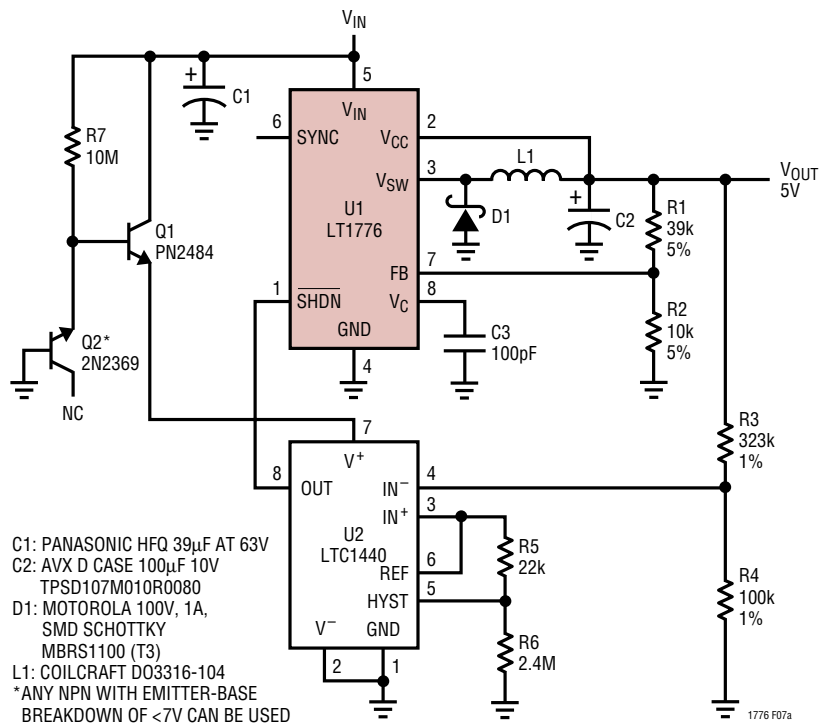 VIN
5
VIN
6
SYNC
VCC
2
+
C1
R7
10M
VSW
3
L1
VOUT
5V
U1
LT1776
D1
+
C2
R1
39k
5%
Q1
PN2484
FB
7
1
SHDN
VC
8
R2
10k
5%
GND
4
C3
100pF
Q2*
2N2369
NC
7
V+
R3
323k
1%
8
OUT
IN−
4
IN+
3
U2
LTC1440
REF
6
R5
22k
HYST
5
R4
100k
1%
V−
GND
2
1
R6
2.4M
C1: PANASONIC HFQ 39µF AT 63V
C2: AVX D CASE 100µF 10V
TPSD107M010R0080
D1: MOTOROLA 100V, 1A,
SMD SCHOTTKY
MBRS1100 (T3)
L1: COILCRAFT DO3316-104
*ANY NPN WITH EMITTER-BASE
BREAKDOWN OF <7V CAN BE USED
1776 F07a